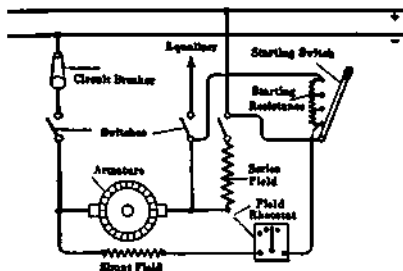 Equalizer
Starting Switch
Circuit Breaker
Starting
Resistance
Switches
Armature
Series
Field
Field
Rheostat
Shunt Field